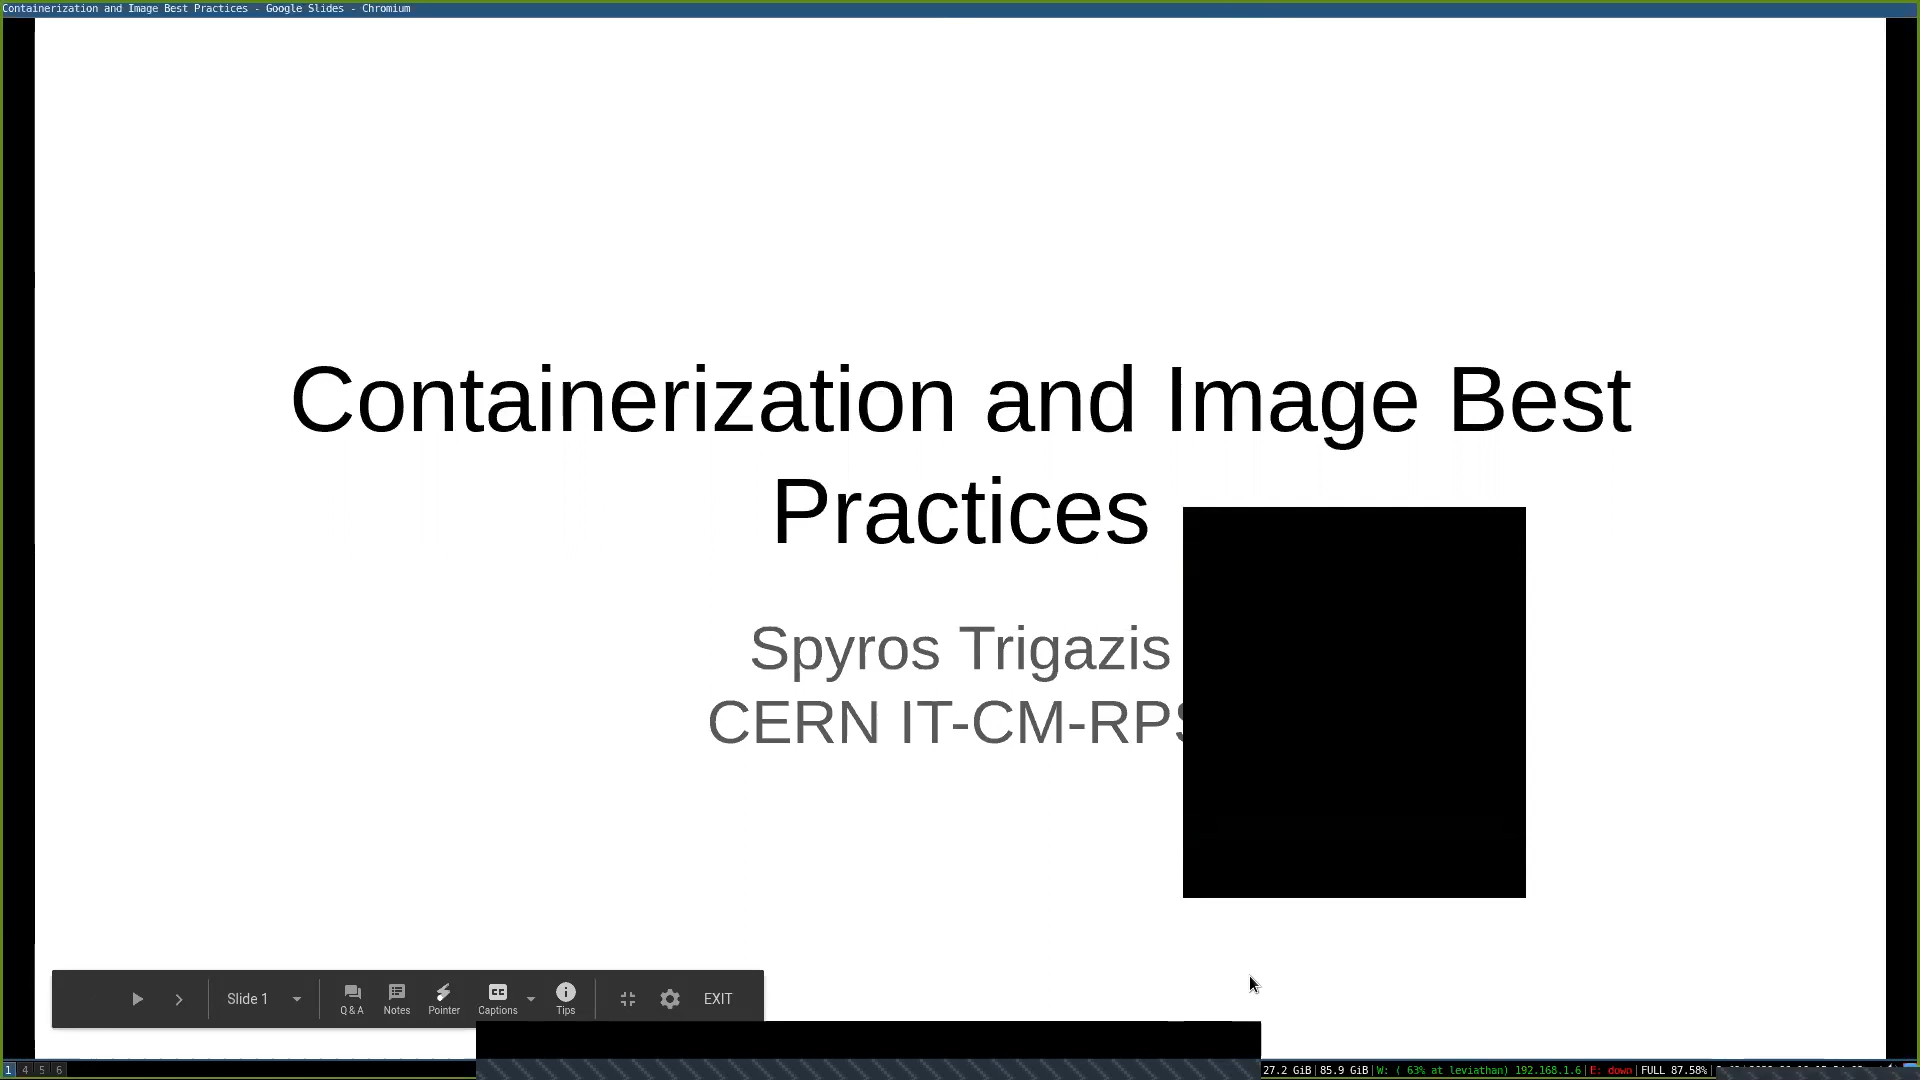 Containerization and Image Best Practices - Google Slides - Chromium
Containerization and Image Best
Practices
Spyros Trigazis
CERN IT-CM-RPS
Slide 1
Q & A
Notes
Pointer
Captions
Tips
EXIT
1 4 5 6
27.2 GiB|85.9 GiB|W: ( 63% at leviathan) 192.168.1.6|E: down|FULL 87.58%|